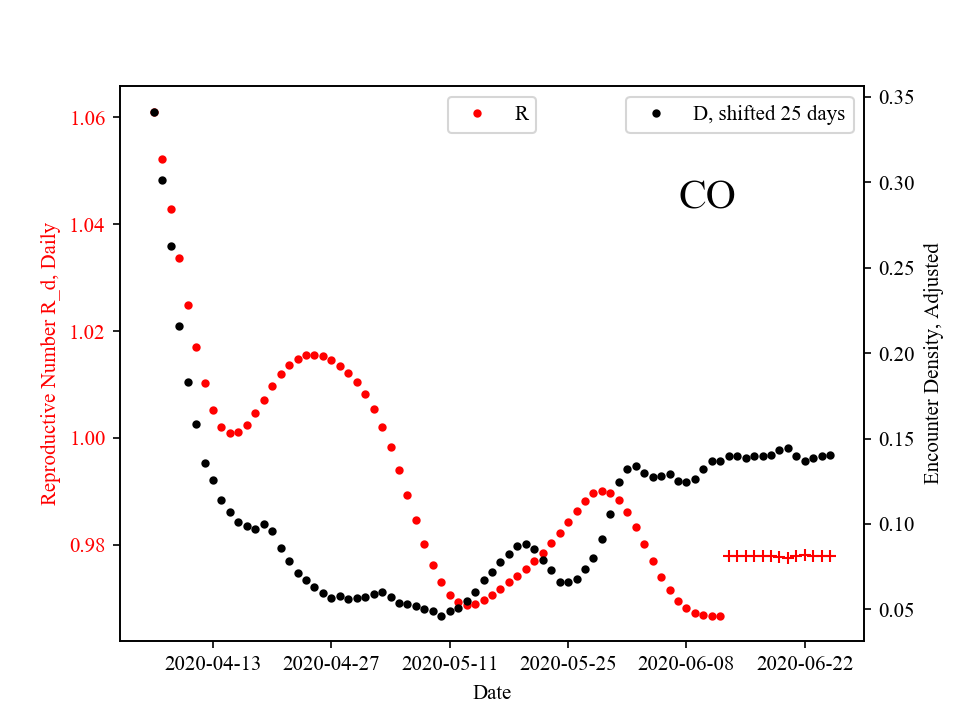 R
D, shifted 25 days
CO
Reproductive Number R_d, Daily
1.06
1.04
1.02
1.00
0.98
0.35
0.30
0.25
0.20
0.15
0.10
0.05
Encounter Density, Adjusted
2020-04-13 2020-04-27 2020-05-11 2020-05-25 2020-06-08 2020-06-22
Date